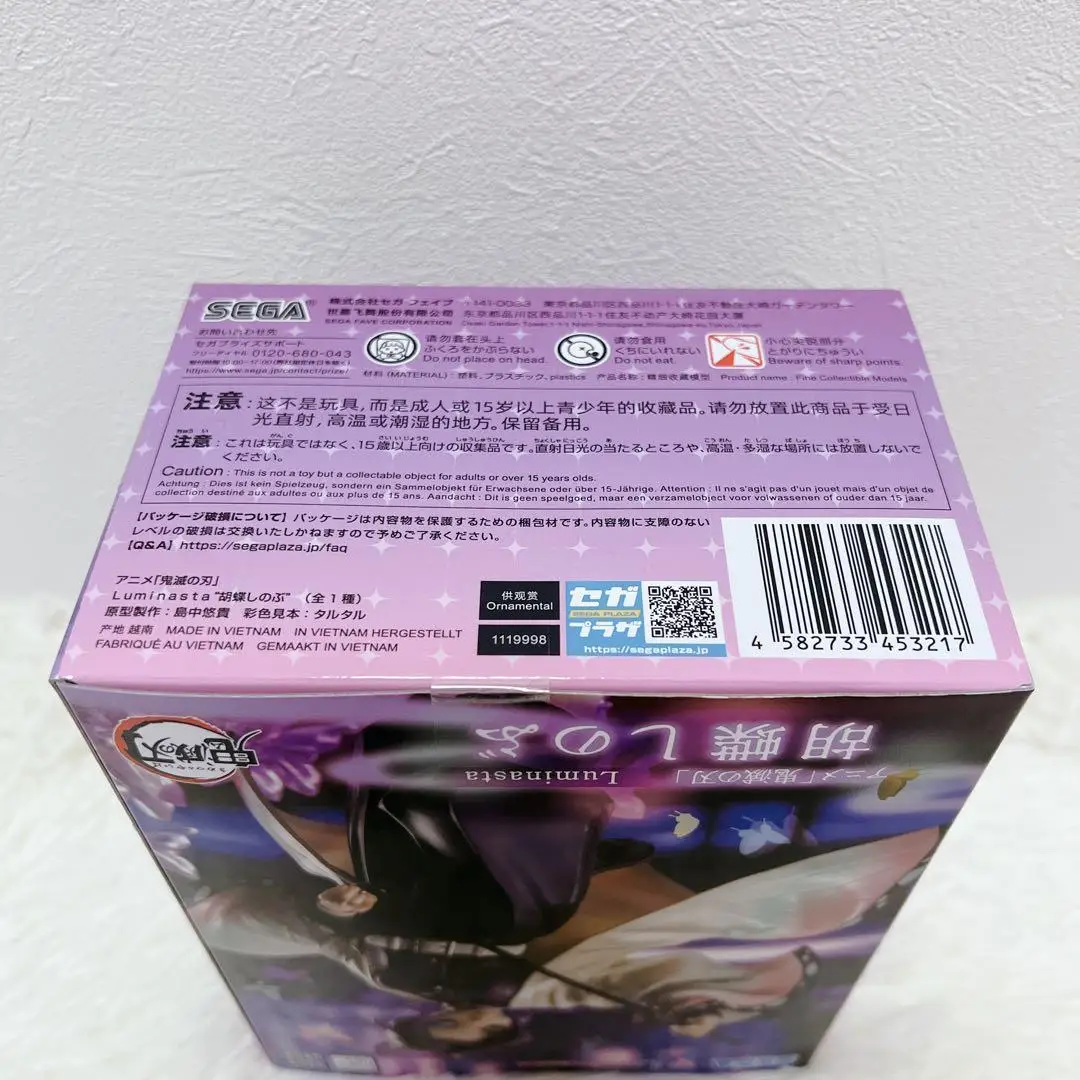 SEGA®
株式会社セガ フェイブ 〒141-0033 東京都品川区西品川1-1-1 住友不動産大崎ガーデンタワー
世嘉飞舞股份有限公司 东京都品川区西品川1-1-1 住友不动产大崎花园大厦
SEGA FAVE CORPORATION Osaki Garden Tower 1-1-1 Nishi-Shinagawa, Shinagawa-ku, Tokyo, Japan
お問い合わせ先
セガプライズサポート
フリーダイヤル 0120-680-043
https://www.sega.jp/contact/prize/
请勿套在头上
ふくろをかぶらない
Do not place on head.
请勿食用
くちにいれない
Do not eat.
小心尖锐部分
とがりにちゅうい
Beware of sharp points.
材料 (MATERIAL) : 塑料, プラスチック, plastics 产品名称 : 精致收藏模型 Product name : Fine Collectible Models
注意 : 这不是玩具, 而是成人或15岁以上青少年的收藏品。请勿放置此商品于受日
光直射, 高温或潮湿的地方。保留备用。
注意 : これは玩具ではなく、15歳以上向けの収集品です。直射日光の当たるところや、高温・多湿な場所には放置しないで
ください。
Caution : This is not a toy but a collectable object for adults or over 15 years olds.
Achtung : Dies ist kein Spielzeug, sondern ein Sammelobjekt für Erwachsene oder über 15-Jährige. Attention : Il ne s'agit pas d'un jouet mais d'un objet de
collection destiné aux adultes ou aux plus de 15 ans. Aandacht : Dit is geen speelgoed, maar een verzamelobject voor volwassenen of ouder dan 15 jaar.
【パッケージ破損について】パッケージは内容物を保護するための梱包材です。内容物に支障のない
レベルの破損は交換いたしかねますので予めご了承ください。
【Q&A】https://segaplaza.jp/faq
アニメ「鬼滅の刃」
Luminasta“胡蝶しのぶ” (全1種)
原型製作：島中悠貴 彩色見本：タルタル
产地 越南 MADE IN VIETNAM IN VIETNAM HERGESTELLT
FABRIQUÉ AU VIETNAM GEMAAKT IN VIETNAM
供观赏
Ornamental
1119998
セガ
SEGA PLAZA
プラザ
https://segaplaza.jp
4 582733 453217
鬼滅の刃
きめつのやいば
胡蝶しのぶ
アニメ「鬼滅の刃」
Luminasta